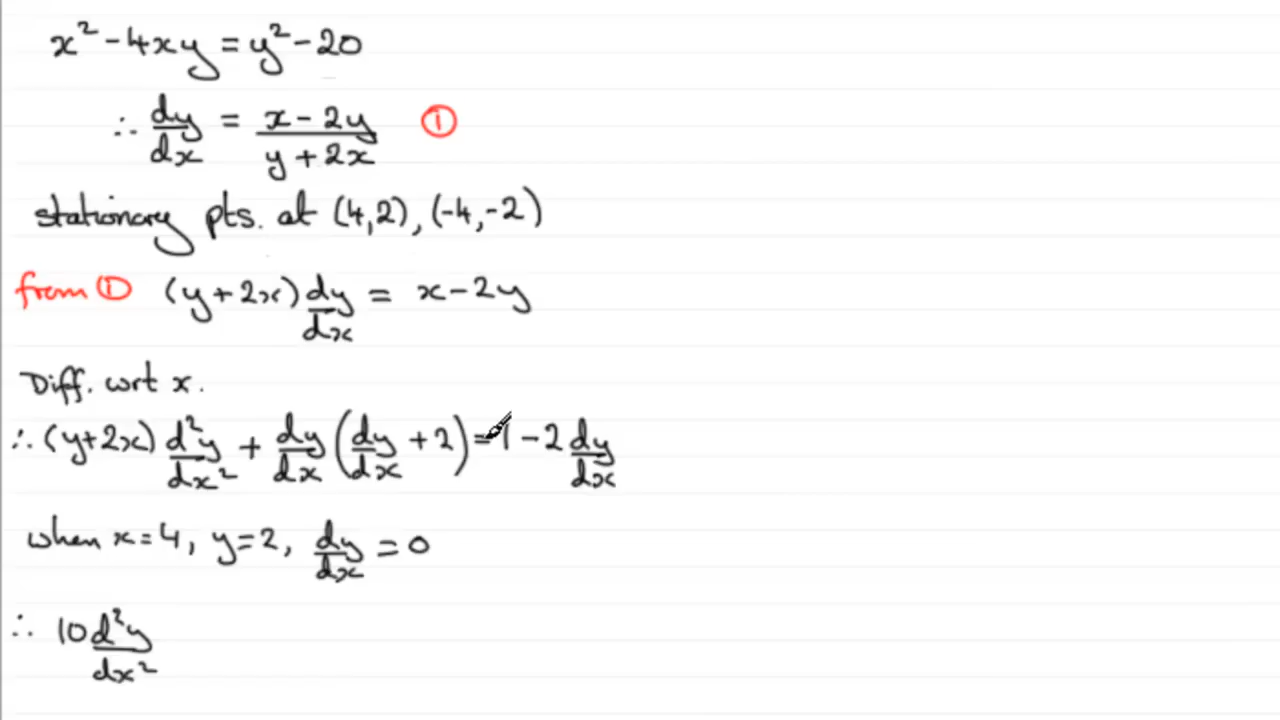 x² - 4xy = y² - 20
∴ dy/dx = (x - 2y)/(y + 2x) ①
stationary pts. at (4,2), (-4,-2)
from ① (y + 2x) dy/dx = x - 2y
Diff. wrt x.
∴ (y+2x) d²y/dx² + dy/dx (dy/dx + 2) = 1 - 2 dy/dx
when x = 4, y = 2, dy/dx = 0
∴ 10 d²y/dx²